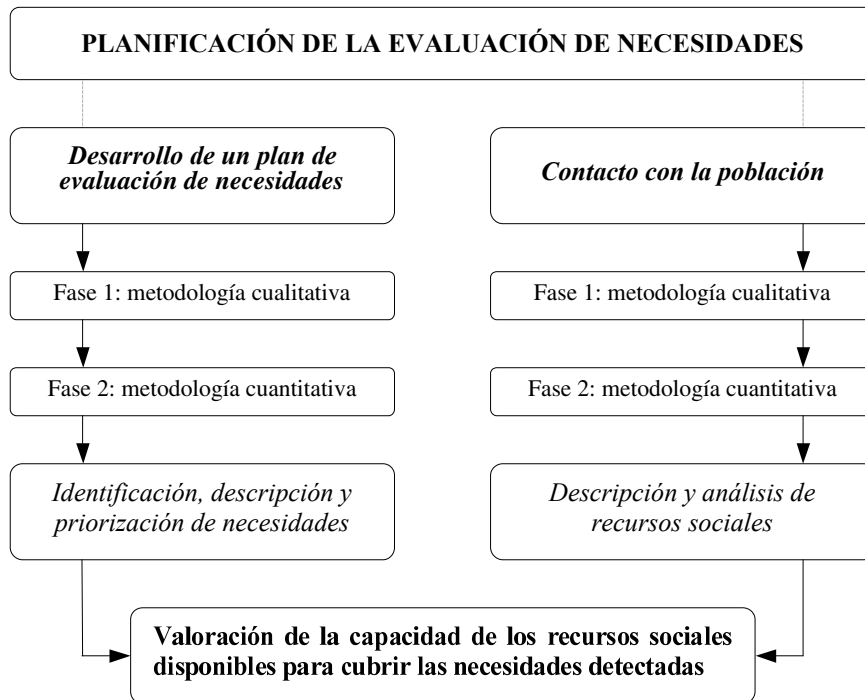 PLANIFICACIÓN DE LA EVALUACIÓN DE NECESIDADES
Desarrollo de un plan de
evaluación de necesidades
Contacto con la población
Fase 1: metodología cualitativa
Fase 1: metodología cualitativa
Fase 2: metodología cuantitativa
Fase 2: metodología cuantitativa
Identificación, descripción y
priorización de necesidades
Descripción y análisis de
recursos sociales
Valoración de la capacidad de los recursos sociales
disponibles para cubrir las necesidades detectadas